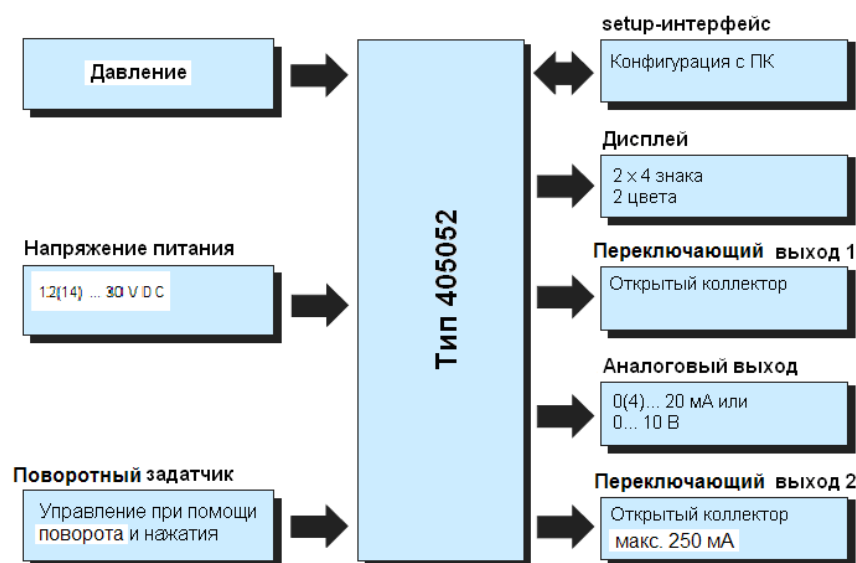 Давление
Напряжение питания
12(14) ... 30 V D C
Поворотный задатчик
Управление при помощи
поворота и нажатия
Тип 405052
setup-интерфейс
Конфигурация с ПК
Дисплей
2 x 4 знака
2 цвета
Переключающий выход 1
Открытый коллектор
Аналоговый выход
0(4)... 20 мА или
0... 10 В
Переключающий выход 2
Открытый коллектор
макс. 250 мА